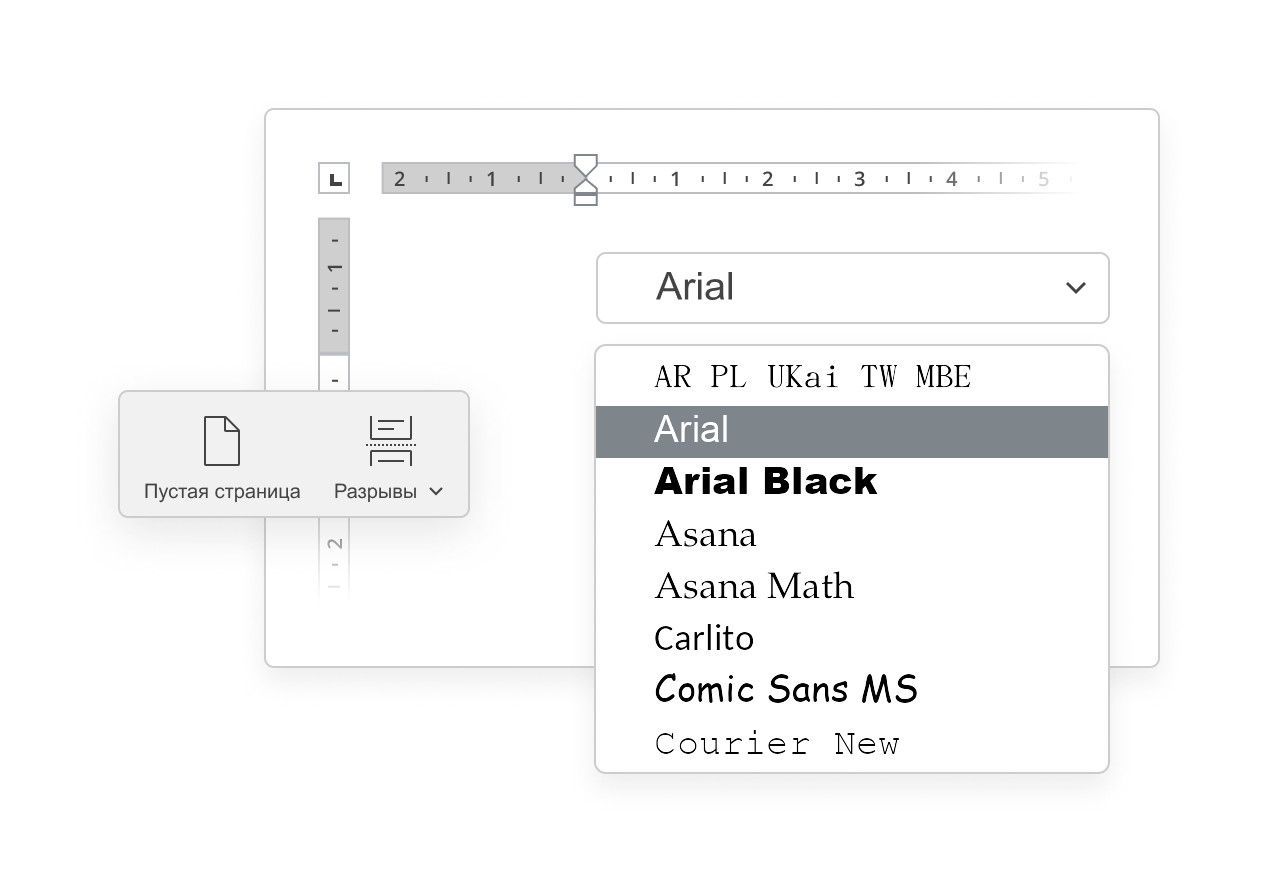 2 1 1 2 3 4 5
1
Arial
AR PL UKai TW MBE
Arial
Arial Black
Пустая страница Разрывы
Asana
2
Asana Math
Carlito
Comic Sans MS
Courier New